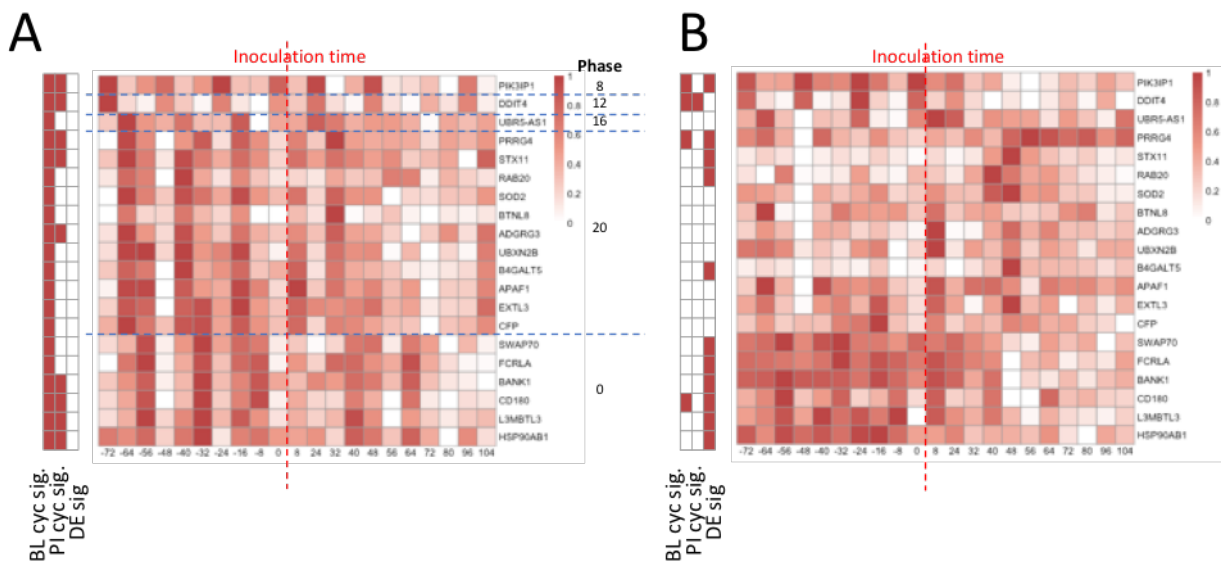 A
B
Inoculation time
Inoculation time
Phase
1
0.8
0.6
0.4
0.2
0
8
12
16
20
0
PIK3IP1
DDIT4
UBR5-AS1
PRRG4
STX11
RAB20
SOD2
BTNL8
ADGRG3
UBXN2B
B4GALT5
APAF1
EXTL3
CFP
SWAP70
FCRLA
BANK1
CD180
L3MBTL3
HSP90AB1
-72 -64 -56 -48 -40 -32 -24 -16 -8 0 8 24 32 40 48 56 64 72 80 96 104
BL cyc sig.
PI cyc sig.
DE sig
1
0.8
0.6
0.4
0.2
0
PIK3IP1
DDIT4
UBR5-AS1
PRRG4
STX11
RAB20
SOD2
BTNL8
ADGRG3
UBXN2B
B4GALT5
APAF1
EXTL3
CFP
SWAP70
FCRLA
BANK1
CD180
L3MBTL3
HSP90AB1
-72 -64 -56 -48 -40 -32 -24 -16 -8 0 8 24 32 40 48 56 64 72 80 96 104
BL cyc sig.
PI cyc sig.
DE sig